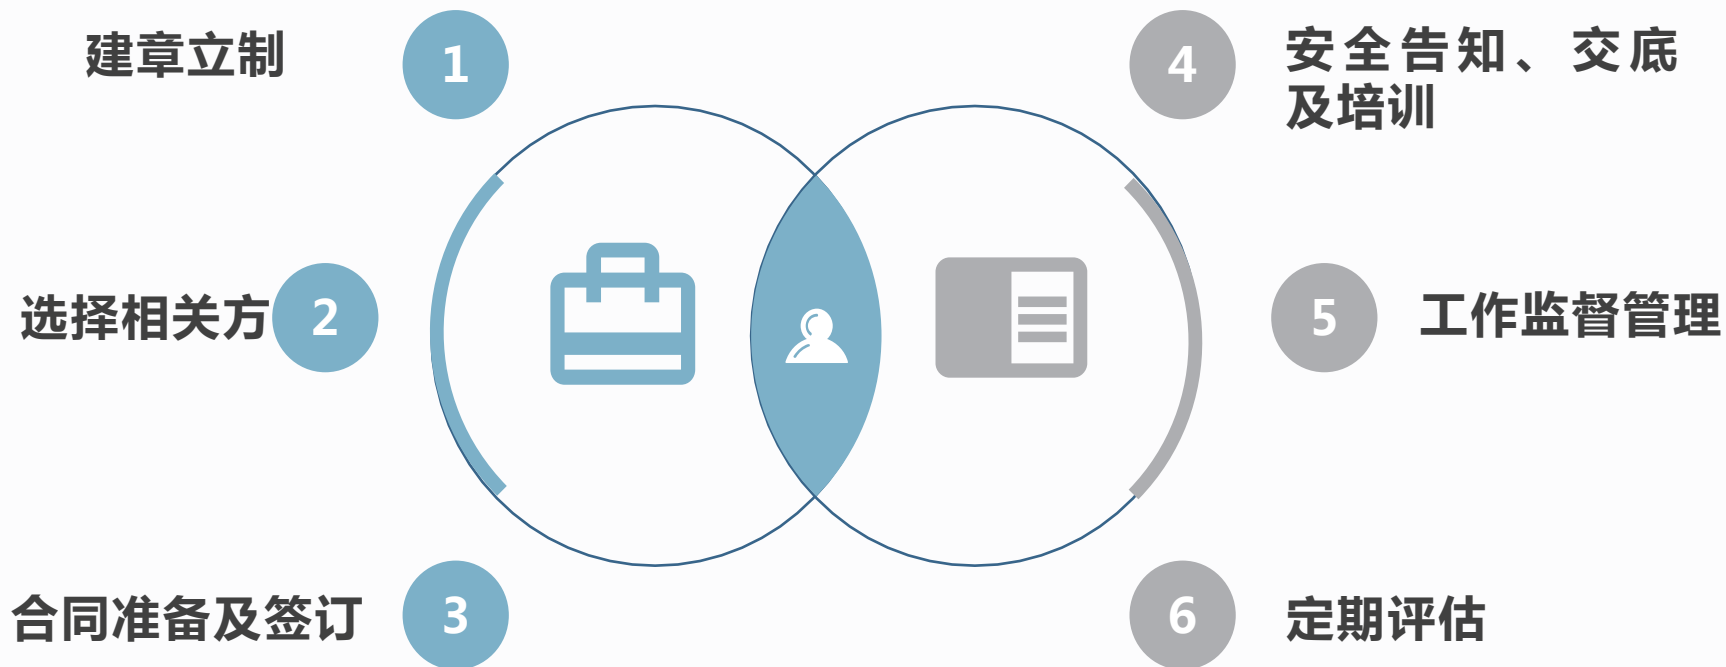 建章立制
1
选择相关方
2
合同准备及签订
3
4
安全告知、交底
及培训
5
工作监督管理
6
定期评估